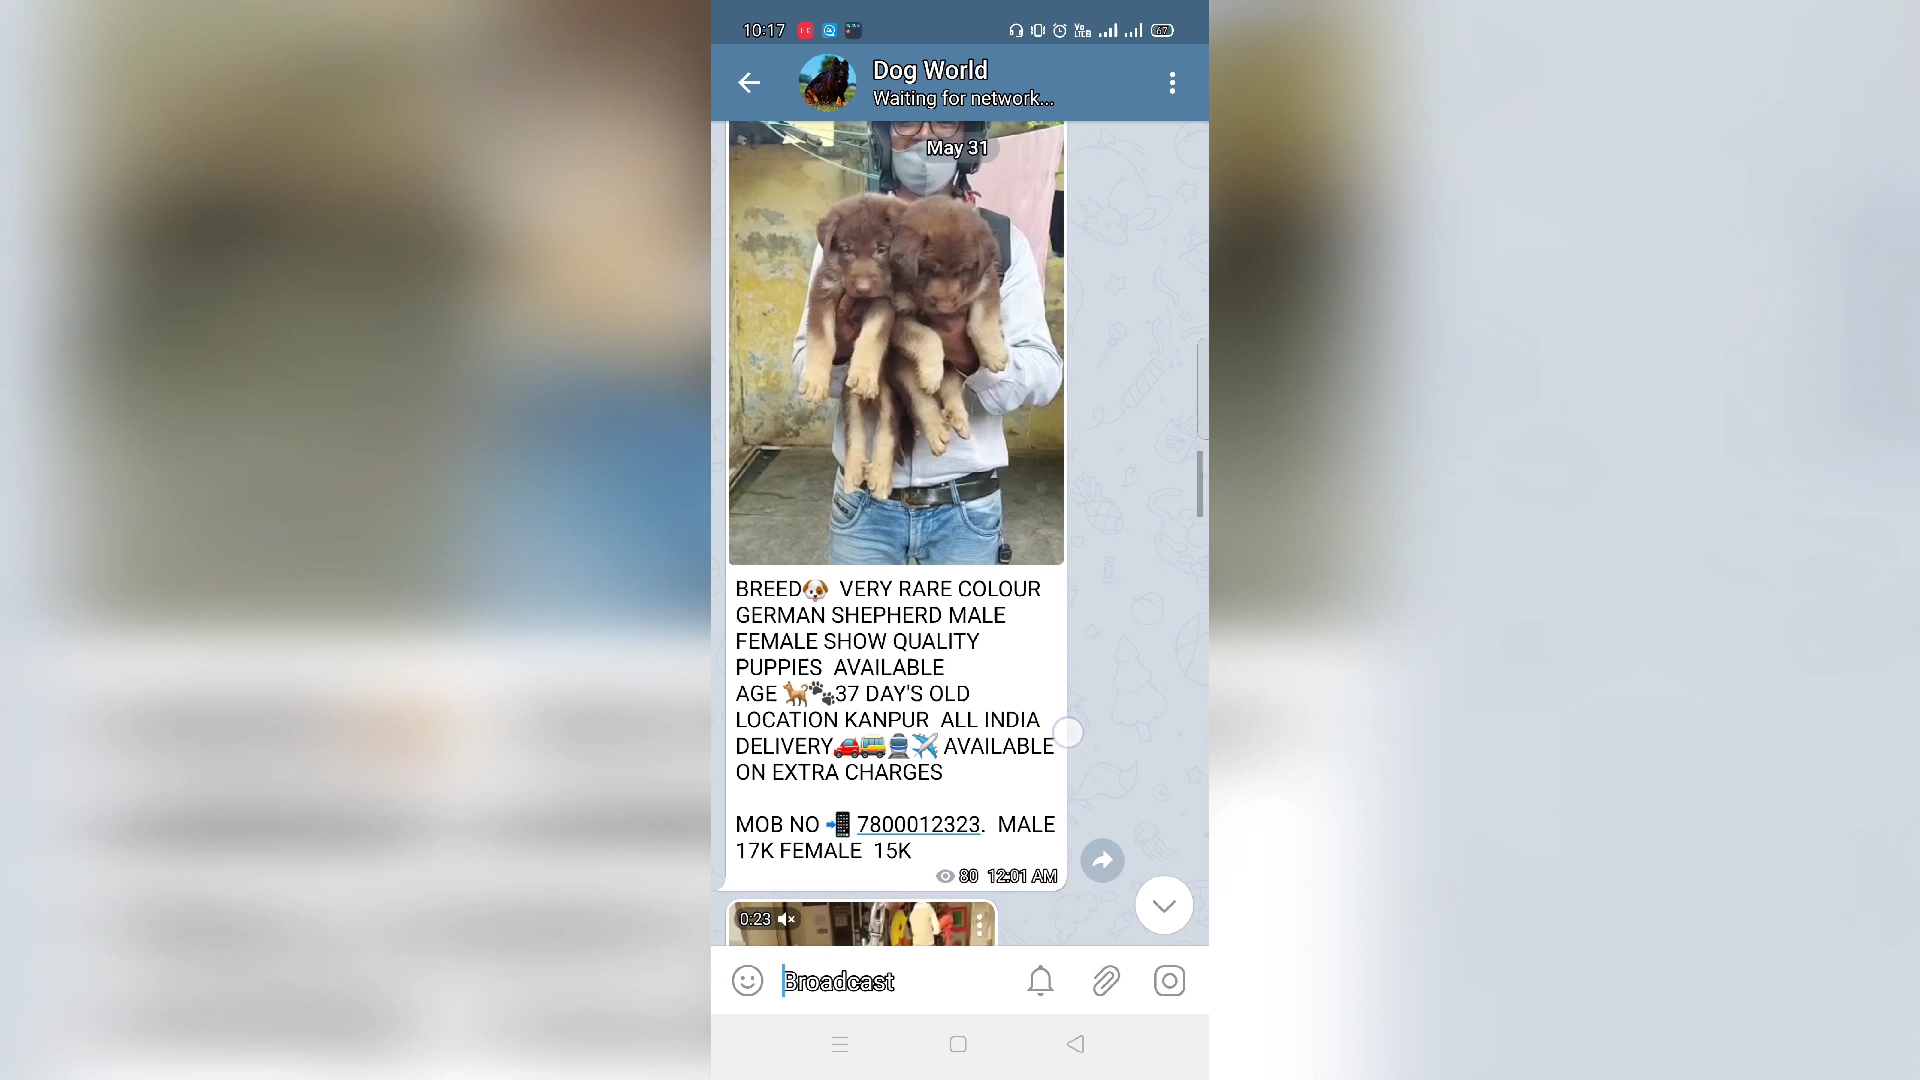 10:17
67
Dog World
Waiting for network...
May 31
BREED🐶 VERY RARE COLOUR
GERMAN SHEPHERD MALE
FEMALE SHOW QUALITY
PUPPIES AVAILABLE
AGE 🐕🐾37 DAY'S OLD
LOCATION KANPUR ALL INDIA
DELIVERY🚗🚌🚆✈️ AVAILABLE
ON EXTRA CHARGES
MOB NO 📲 7800012323. MALE
17K FEMALE 15K
80 12:01 AM
0:23
Broadcast